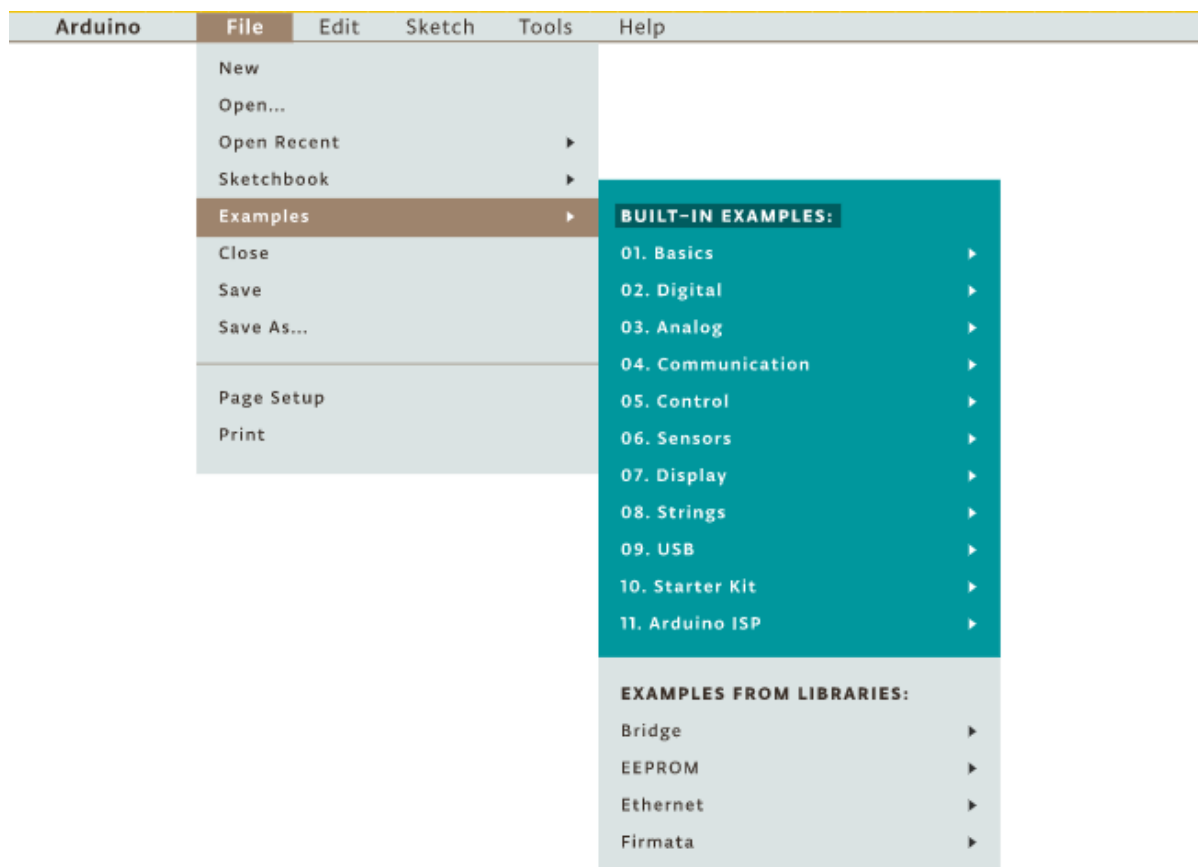 Arduino File Edit Sketch Tools Help
New
Open...
Open Recent
Sketchbook
Examples
Close
Save
Save As...
Page Setup
Print
BUILT-IN EXAMPLES:
01. Basics
02. Digital
03. Analog
04. Communication
05. Control
06. Sensors
07. Display
08. Strings
09. USB
10. Starter Kit
11. Arduino ISP
EXAMPLES FROM LIBRARIES:
Bridge
EEPROM
Ethernet
Firmata